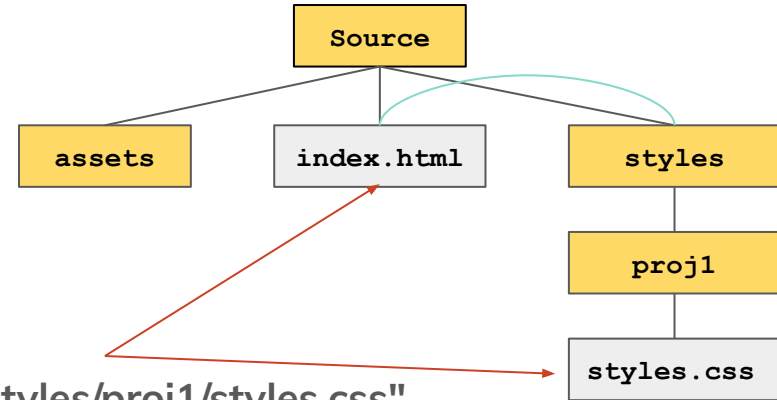 Source
assets index.html styles
proj1
styles.css
tyles/proj1/styles.css"